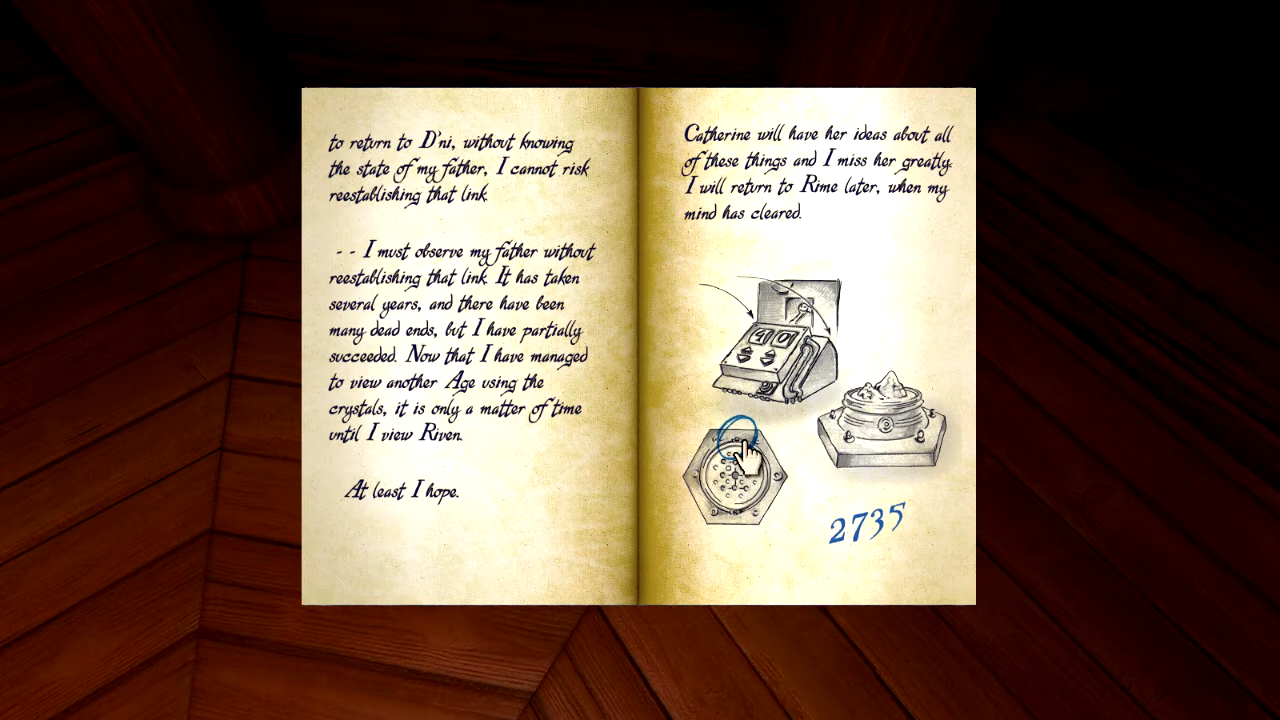 to return to D'ni, without knowing
the state of my father, I cannot risk
reestablishing that link.
- - I must observe my father without
reestablishing that link. It has taken
several years, and there have been
many dead ends, but I have partially
succeeded. Now that I have managed
to view another Age using the
crystals, it is only a matter of time
until I view Riven.
At least I hope.
Catherine will have her ideas about all
of these things and I miss her greatly.
I will return to Rime later, when my
mind has cleared.
40
2735